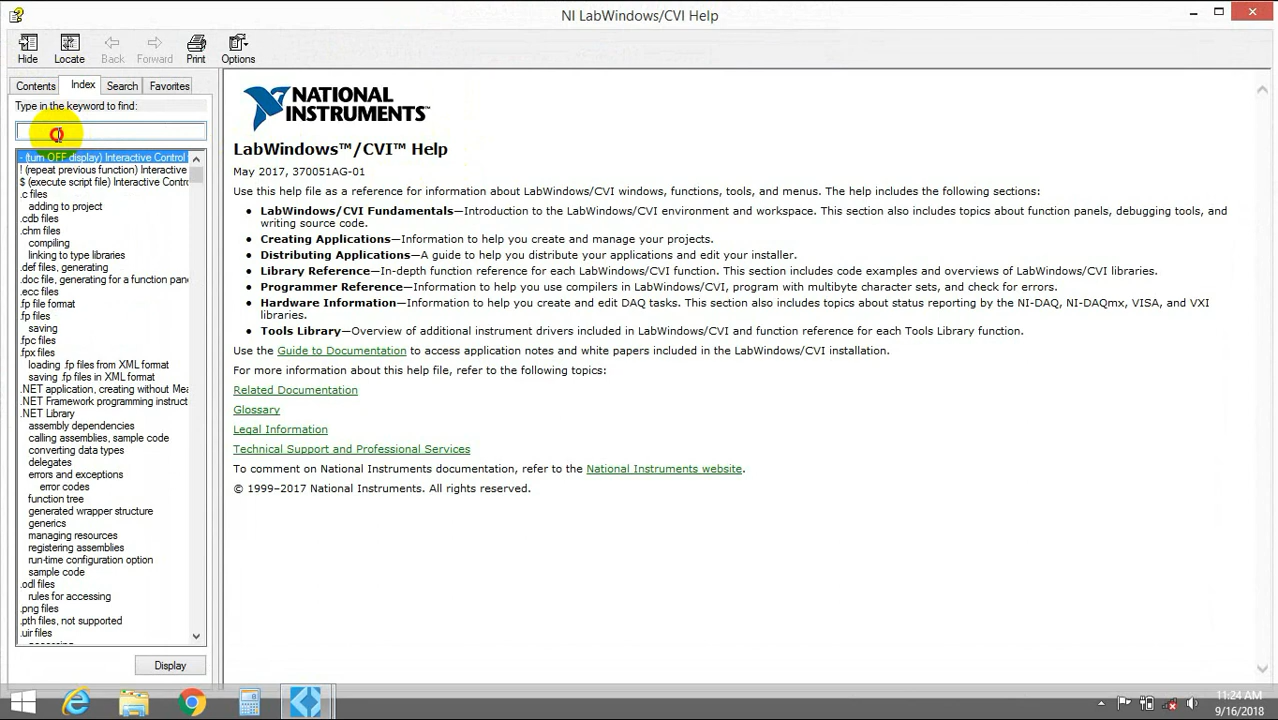 NI LabWindows/CVI Help
Hide
Locate
Back
Forward
Print
Options
Contents
Index
Search
Favorites
Type in the keyword to find:
- (turn OFF display) Interactive Control
! (repeat previous function) Interactive
$ (execute script file) Interactive Contro
.c files
adding to project
.cdb files
.chm files
compiling
linking to type libraries
.def files, generating
.doc file, generating for a function pane
.ecc files
.fp file format
.fp files
saving
.fpc files
.fpx files
loading .fp files from XML format
saving .fp files in XML format
.NET application, creating without Mea
.NET Framework programming instruct
.NET Library
assembly dependencies
calling assemblies, sample code
converting data types
delegates
errors and exceptions
error codes
function tree
generated wrapper structure
generics
managing resources
registering assemblies
run-time configuration option
sample code
.odl files
rules for accessing
.png files
.pth files, not supported
.uir files
Display
NATIONAL
INSTRUMENTS™
LabWindows™/CVI™ Help
May 2017, 370051AG-01
Use this help file as a reference for information about LabWindows/CVI windows, functions, tools, and menus. The help includes the following sections:
• LabWindows/CVI Fundamentals—Introduction to the LabWindows/CVI environment and workspace. This section also includes topics about function panels, debugging tools, and
writing source code.
• Creating Applications—Information to help you create and manage your projects.
• Distributing Applications—A guide to help you distribute your applications and edit your installer.
• Library Reference—In-depth function reference for each LabWindows/CVI function. This section includes code examples and overviews of LabWindows/CVI libraries.
• Programmer Reference—Information to help you use compilers in LabWindows/CVI, program with multibyte character sets, and check for errors.
• Hardware Information—Information to help you create and edit DAQ tasks. This section also includes topics about status reporting by the NI-DAQ, NI-DAQmx, VISA, and VXI
libraries.
• Tools Library—Overview of additional instrument drivers included in LabWindows/CVI and function reference for each Tools Library function.
Use the Guide to Documentation to access application notes and white papers included in the LabWindows/CVI installation.
For more information about this help file, refer to the following topics:
Related Documentation
Glossary
Legal Information
Technical Support and Professional Services
To comment on National Instruments documentation, refer to the National Instruments website.
© 1999–2017 National Instruments. All rights reserved.
11:24 AM
9/16/2018